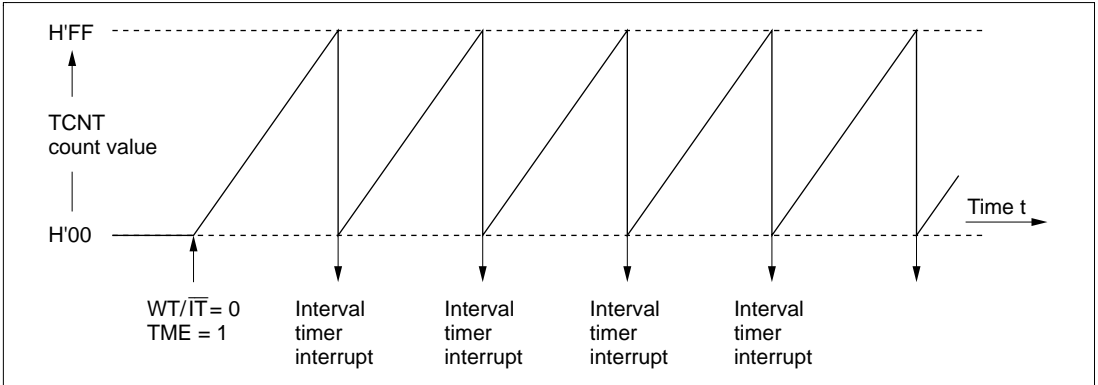 H'FF
TCNT
count value
Time t
H'00
WT/I̅T̅ = 0
TME = 1
Interval
timer
interrupt
Interval
timer
interrupt
Interval
timer
interrupt
Interval
timer
interrupt